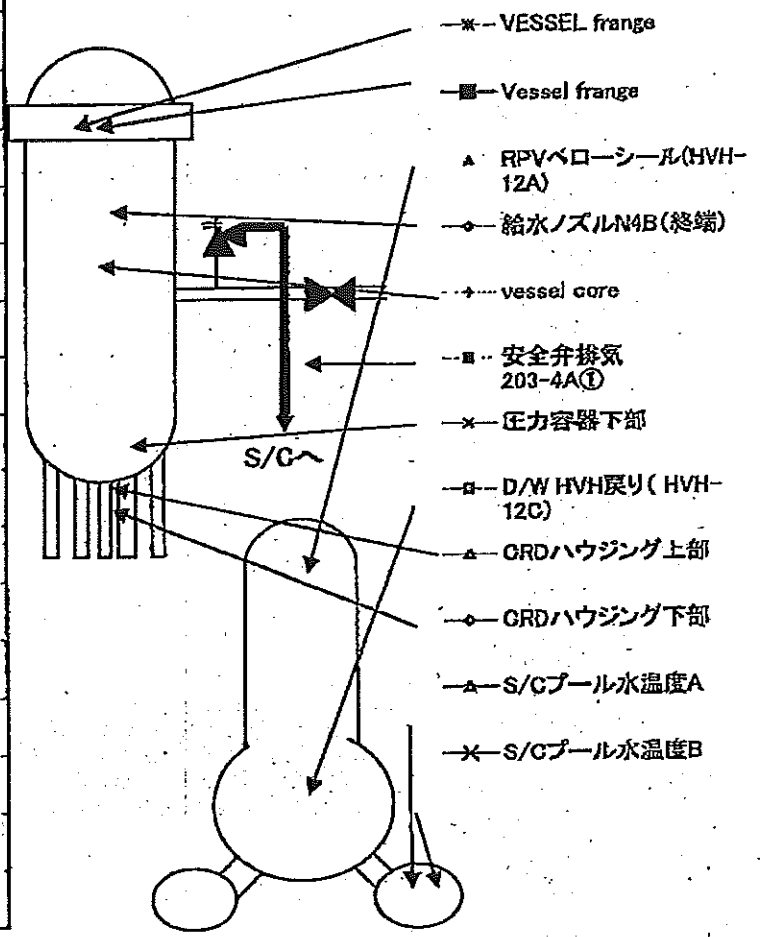 VESSEL frange
Vessel frange
RPVベローシール(HVH-
12A)
給水ノズルN4B(終端)
vessel core
安全弁排気
203-4A①
圧力容器下部
S/Cへ
D/W HVH戻り( HVH-
12C)
CRDハウジング上部
CRDハウジング下部
S/Cプール水温度A
S/Cプール水温度B